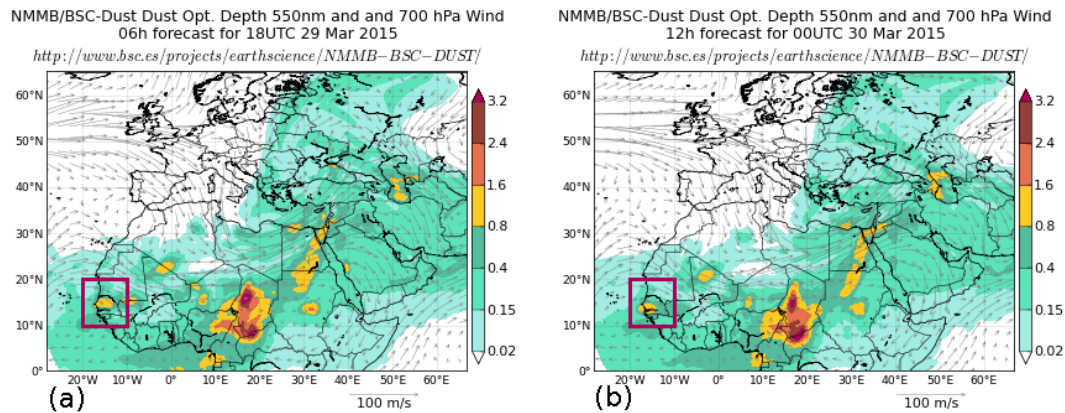 NMMB/BSC-Dust Dust Opt. Depth 550nm and and 700 hPa Wind
06h forecast for 18UTC 29 Mar 2015
http://www.bsc.es/projects/earthscience/NMMB-BSC-DUST/
60°N
50°N
40°N
30°N
20°N
10°N
0°
20°W 10°W 0° 10°E 20°E 30°E 40°E 50°E 60°E
3.2
2.4
1.6
0.8
0.4
0.15
0.02
(a)
100 m/s
NMMB/BSC-Dust Dust Opt. Depth 550nm and and 700 hPa Wind
12h forecast for 00UTC 30 Mar 2015
http://www.bsc.es/projects/earthscience/NMMB-BSC-DUST/
60°N
50°N
40°N
30°N
20°N
10°N
0°
20°W 10°W 0° 10°E 20°E 30°E 40°E 50°E 60°E
3.2
2.4
1.6
0.8
0.4
0.15
0.02
(b)
100 m/s